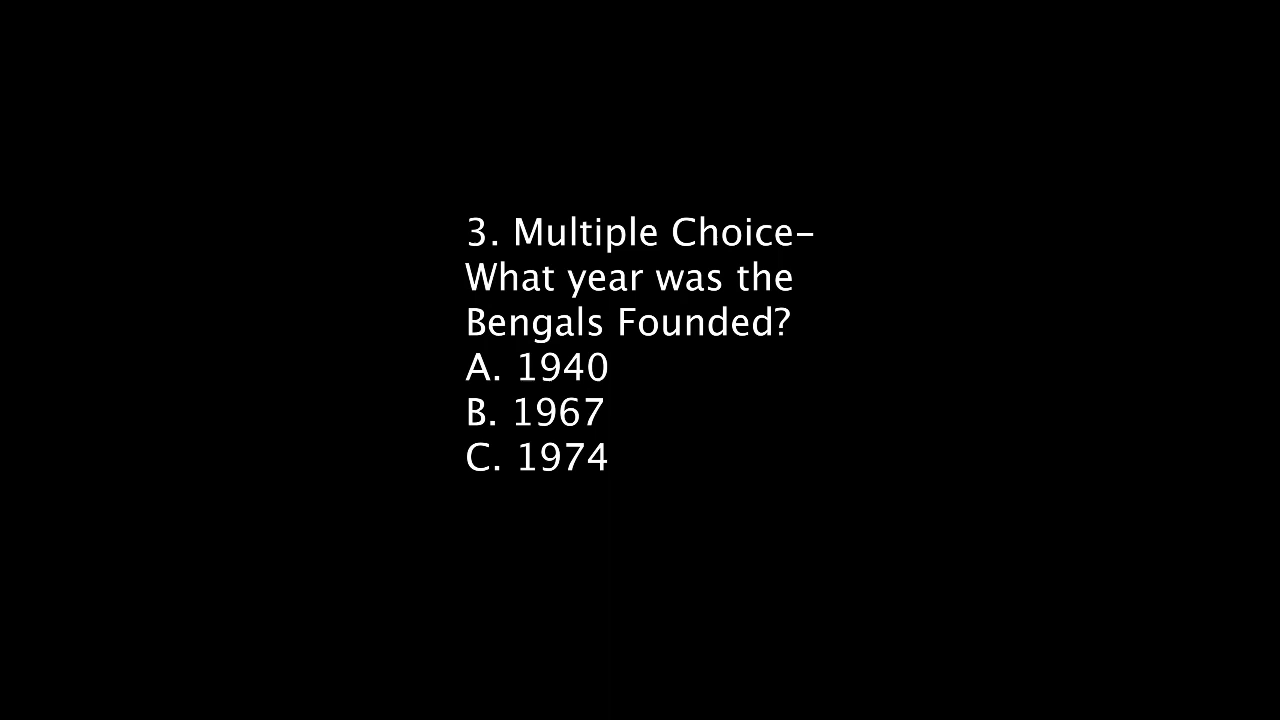 3. Multiple Choice-
What year was the
Bengals Founded?
A. 1940
B. 1967
C. 1974